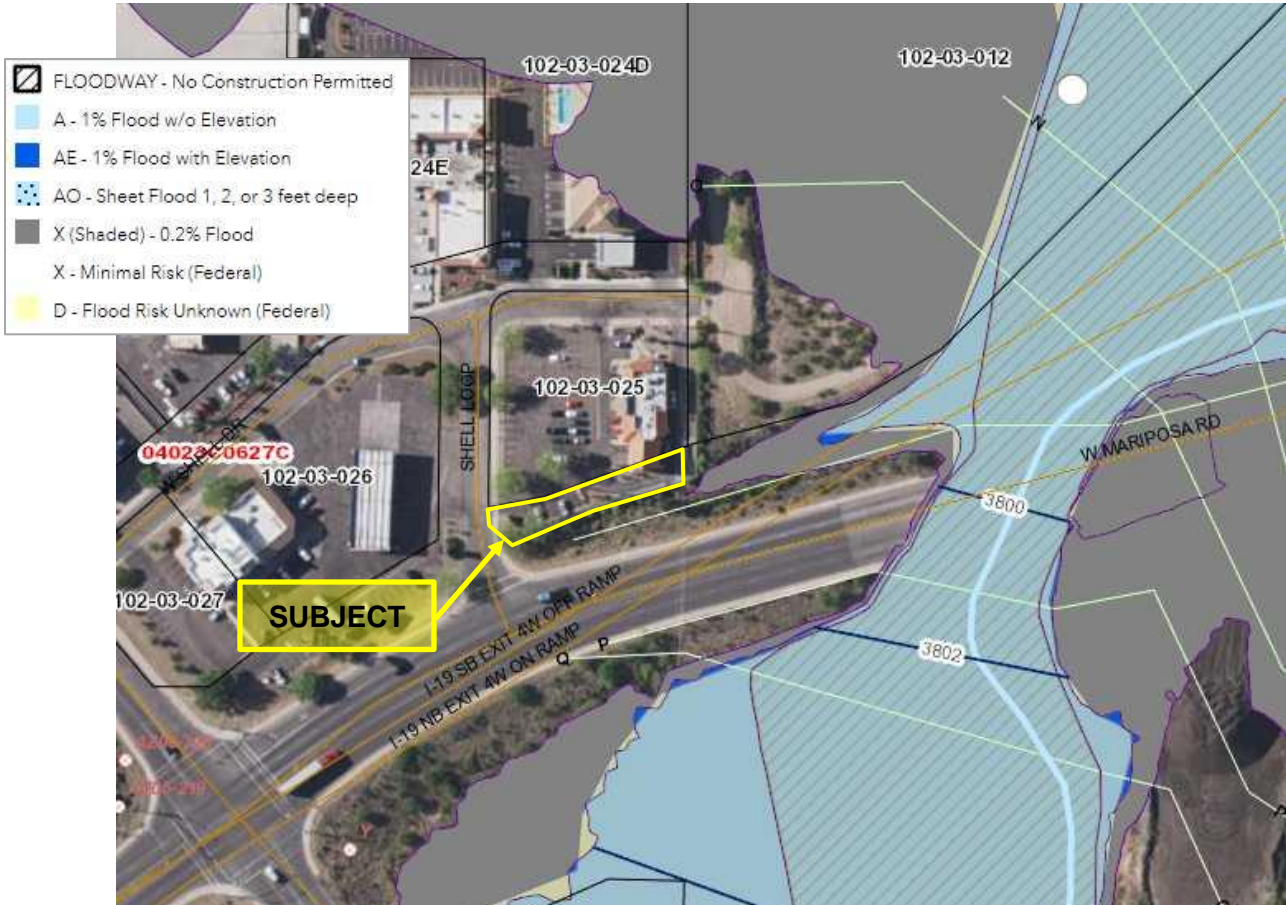 FLOODWAY - No Construction Permitted
A - 1% Flood w/o Elevation
AE - 1% Flood with Elevation
AO - Sheet Flood 1, 2, or 3 feet deep
X (Shaded) - 0.2% Flood
X - Minimal Risk (Federal)
D - Flood Risk Unknown (Federal)
102-03-024D
102-03-012
24E
N
O
102-03-025
SHELL LOOP
04023C0627C
102-03-026
W MARIPOSA RD
3800
102-03-027
SUBJECT
I-19 SB EXIT 4W OFF RAMP
I-19 NB EXIT 4W ON RAMP
Q P
3802